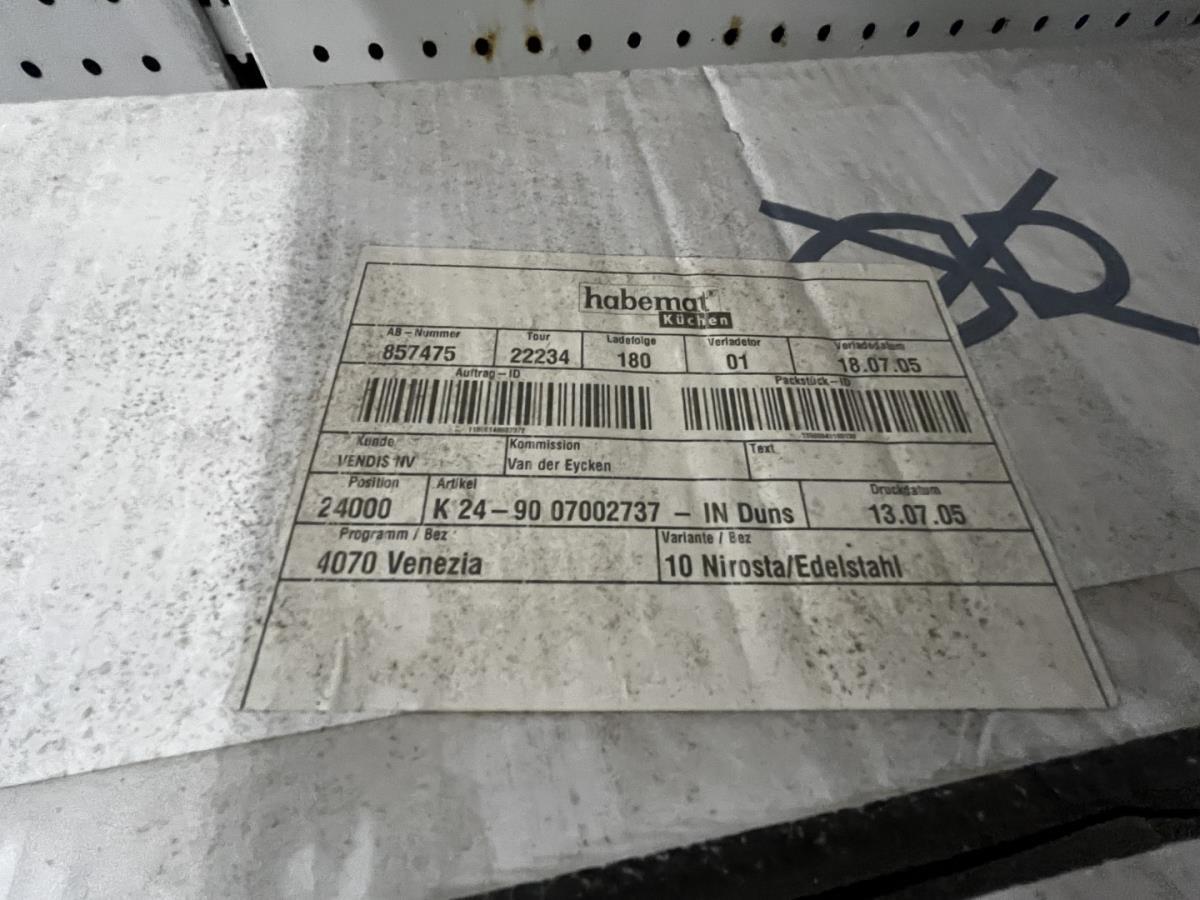 habemat
Küchen
AB-Nummer Tour Ladefolge Verladetor Verladedatum
857475 22234 180 01 18.07.05
Auftrag-ID Packstück-ID
Kunde Kommission Text
VENDIS NV Van der Eycken
Position Artikel Druckdatum
24000 K 24-90 07002737 - IN Duns 13.07.05
Programm / Bez Variante / Bez
4070 Venezia 10 Nirosta/Edelstahl